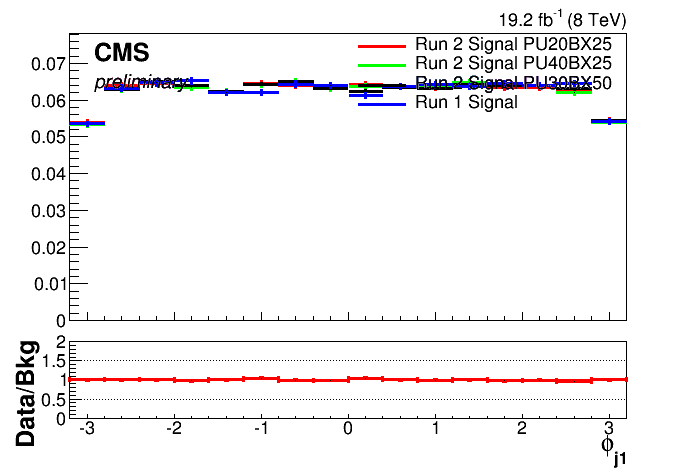 19.2 fb-1 (8 TeV)
CMS
preliminary
Run 2 Signal PU20BX25
Run 2 Signal PU40BX25
Run 2 Signal PU30BX50
Run 1 Signal
0.07
0.06
0.05
0.04
0.03
0.02
0.01
0
Data/Bkg
2
1.5
1
0.5
0
-3 -2 -1 0 1 2 3
ϕj1